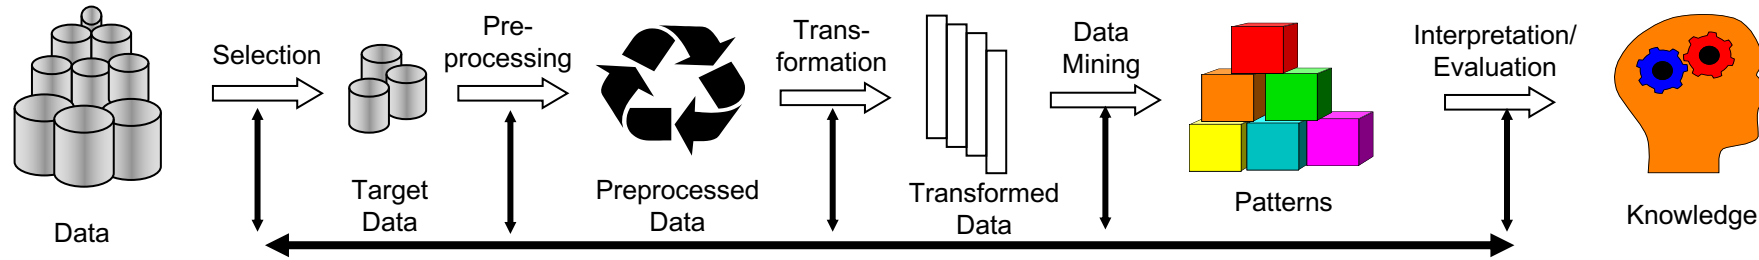 Selection
Pre-
processing
Trans-
formation
Data
Mining
Interpretation/
Evaluation
Data
Target
Data
Preprocessed
Data
Transformed
Data
Patterns
Knowledge